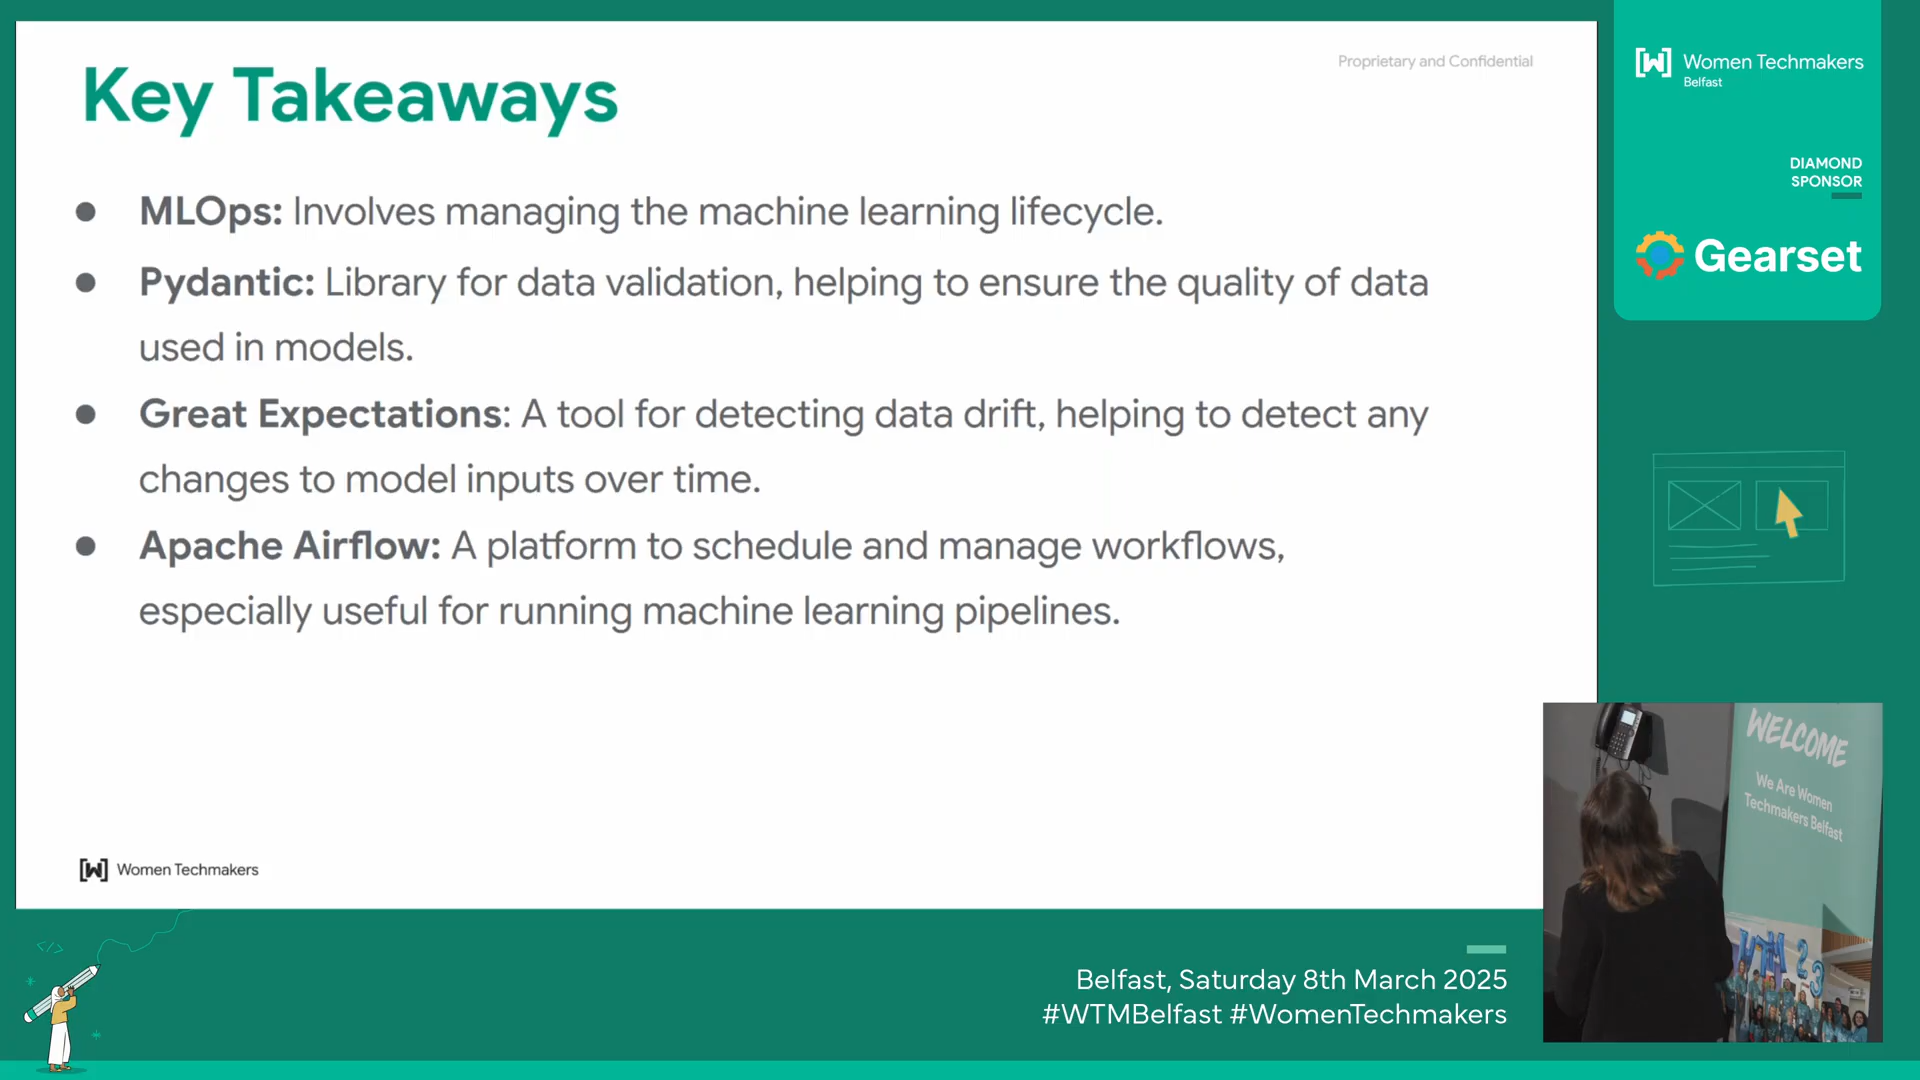 Key Takeaways
Proprietary and Confidential
● MLOps: Involves managing the machine learning lifecycle.
● Pydantic: Library for data validation, helping to ensure the quality of data
used in models.
● Great Expectations: A tool for detecting data drift, helping to detect any
changes to model inputs over time.
● Apache Airflow: A platform to schedule and manage workflows,
especially useful for running machine learning pipelines.
[W] Women Techmakers
[W] Women Techmakers
Belfast
DIAMOND
SPONSOR
Gearset
</>
WELCOME
We Are Women
Techmakers Belfast
WTM 23
Belfast, Saturday 8th March 2025
#WTMBelfast #WomenTechmakers